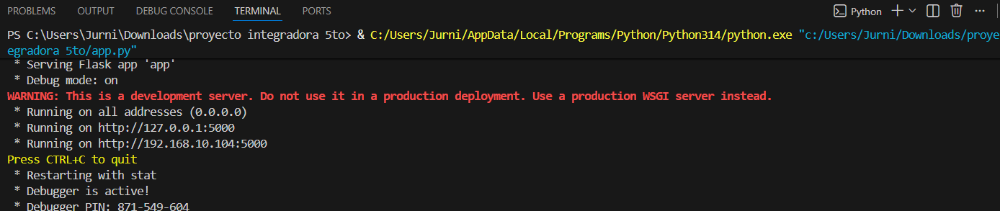 PROBLEMS OUTPUT DEBUG CONSOLE TERMINAL PORTS Python
PS C:\Users\Jurni\Downloads\proyecto integradora 5to> & C:/Users/Jurni/AppData/Local/Programs/Python/Python314/python.exe "c:/Users/Jurni/Downloads/proye
egradora 5to/app.py"
* Serving Flask app 'app'
* Debug mode: on
WARNING: This is a development server. Do not use it in a production deployment. Use a production WSGI server instead.
* Running on all addresses (0.0.0.0)
* Running on http://127.0.0.1:5000
* Running on http://192.168.10.104:5000
Press CTRL+C to quit
* Restarting with stat
* Debugger is active!
* Debugger PIN: 871-549-604